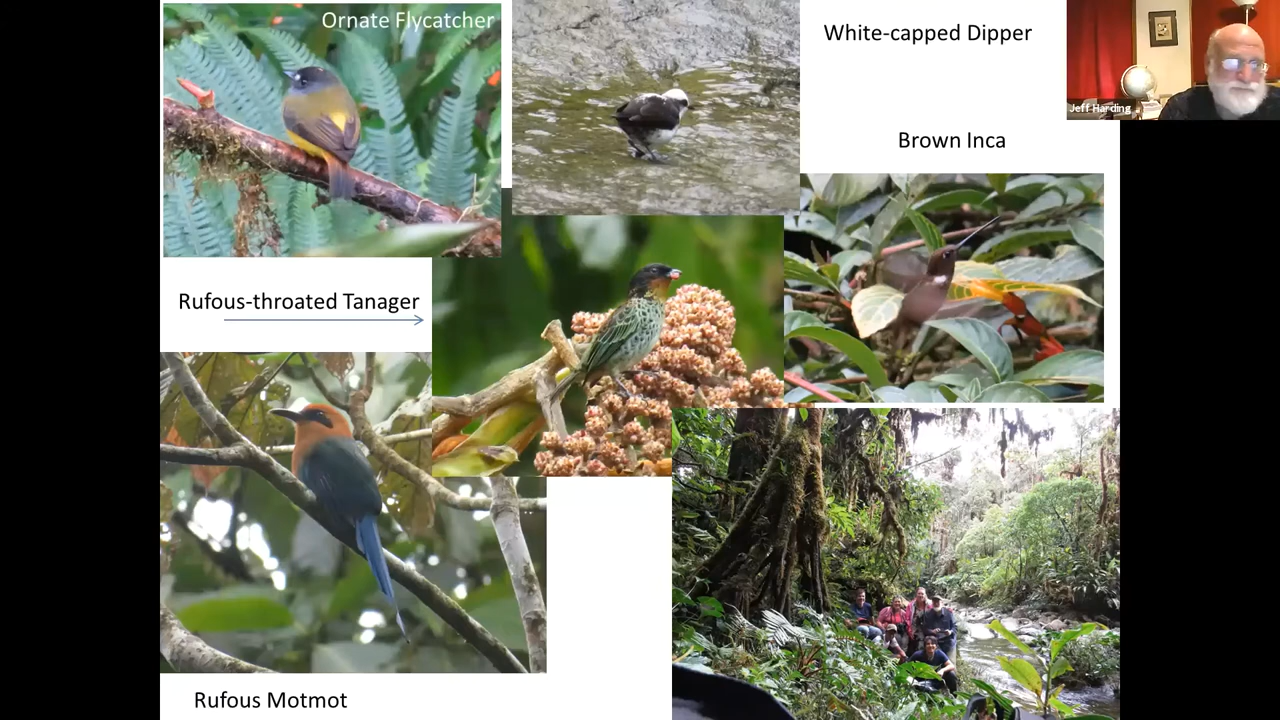 Ornate Flycatcher
White-capped Dipper
Jeff Harding
Brown Inca
Rufous-throated Tanager
Rufous Motmot